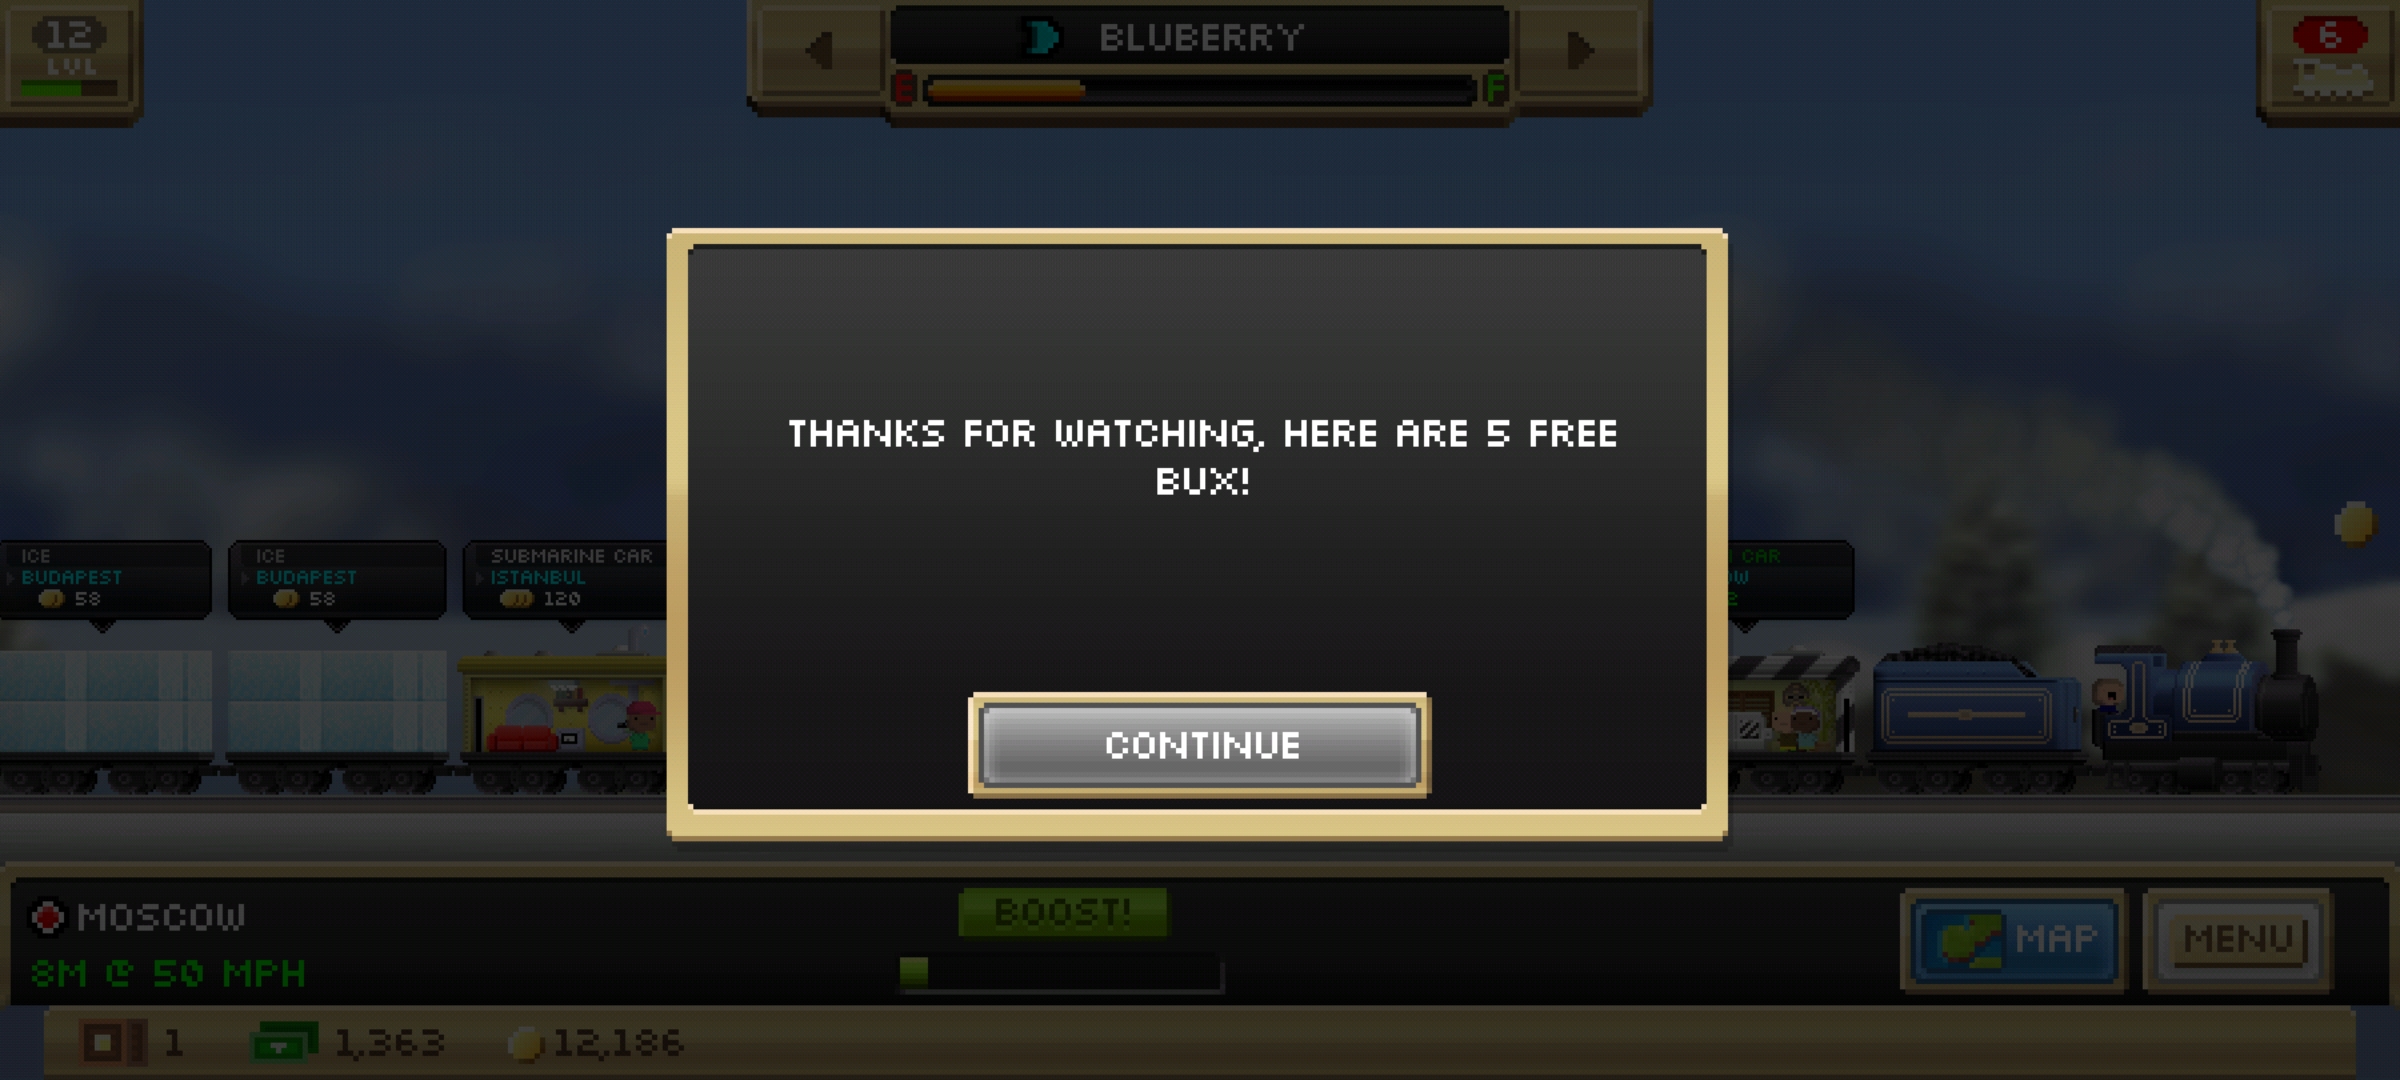 12
LVL
BLUBERRY
E F
6
THANKS FOR WATCHING, HERE ARE 5 FREE
BUX!
CONTINUE
ICE
BUDAPEST
58
ICE
BUDAPEST
58
SUBMARINE CAR
ISTANBUL
120
CAR
MOSCOW
8M @ 50 MPH
BOOST!
MAP
MENU
1 1,363 12,186